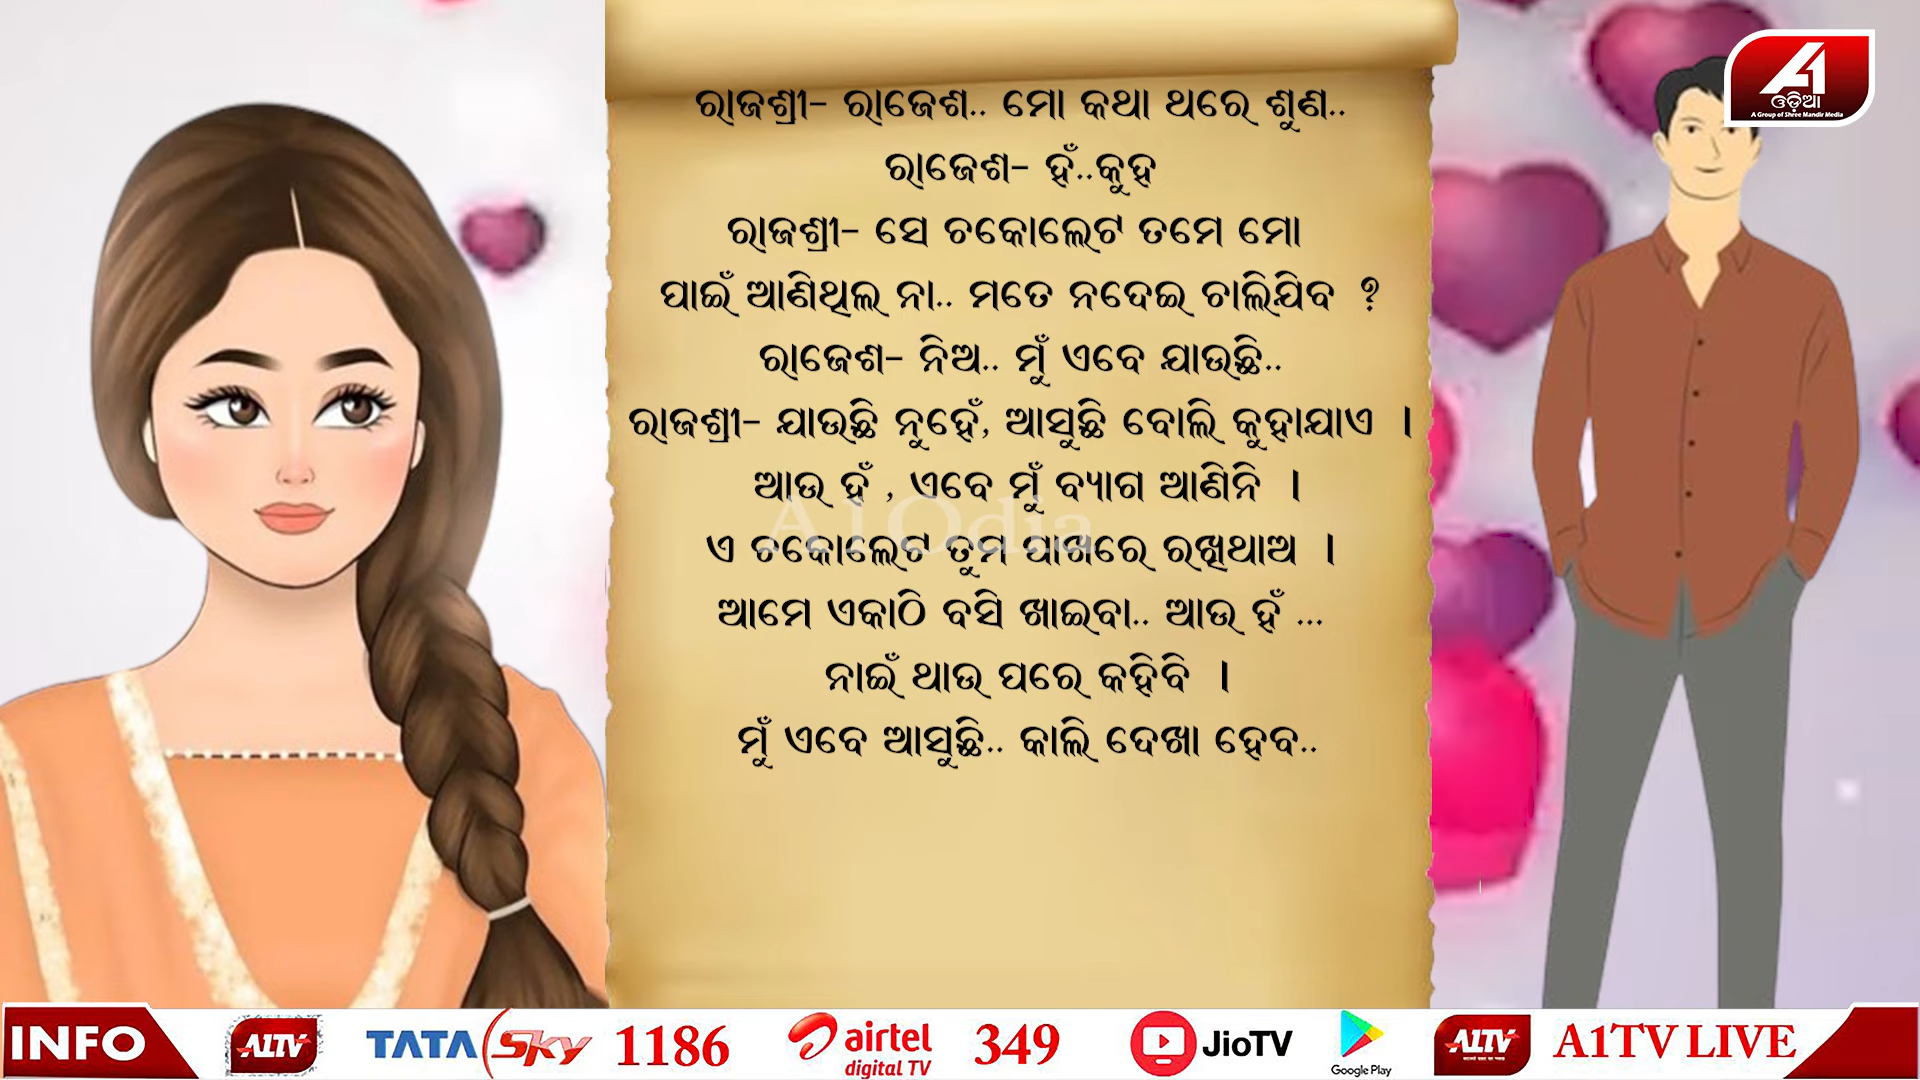 ରାଜଶ୍ରୀ- ରାଜେଶ.. ମୋ କଥା ଥରେ ଶୁଣ..
ରାଜେଶ- ହଁ..କୁହ
ରାଜଶ୍ରୀ- ସେ ଚକୋଲେଟ ତମେ ମୋ
ପାଇଁ ଆଣିଥିଲ ନା.. ମତେ ନଦେଇ ଚାଲିଯିବ ?
ରାଜେଶ- ନିଅ.. ମୁଁ ଏବେ ଯାଉଛି..
ରାଜଶ୍ରୀ- ଯାଉଛି ନୁହେଁ, ଆସୁଛି ବୋଲି କୁହାଯାଏ ।
ଆଉ ହଁ , ଏବେ ମୁଁ ବ୍ୟାଗ ଆଣିନି ।
A1Odia
ଏ ଚକୋଲେଟ ତୁମ ପାଖରେ ରଖିଥାଅ ।
ଆମେ ଏକାଠି ବସି ଖାଇବା.. ଆଉ ହଁ ...
ନାଇଁ ଥାଉ ପରେ କହିବି ।
ମୁଁ ଏବେ ଆସୁଛି.. କାଲି ଦେଖା ହେବ..
A1
ଓଡ଼ିଆ
A Group of Shree Mandir Media
INFO A1TV TATA Sky 1186 airtel digital TV 349 JioTV Google Play A1TV A1TV LIVE